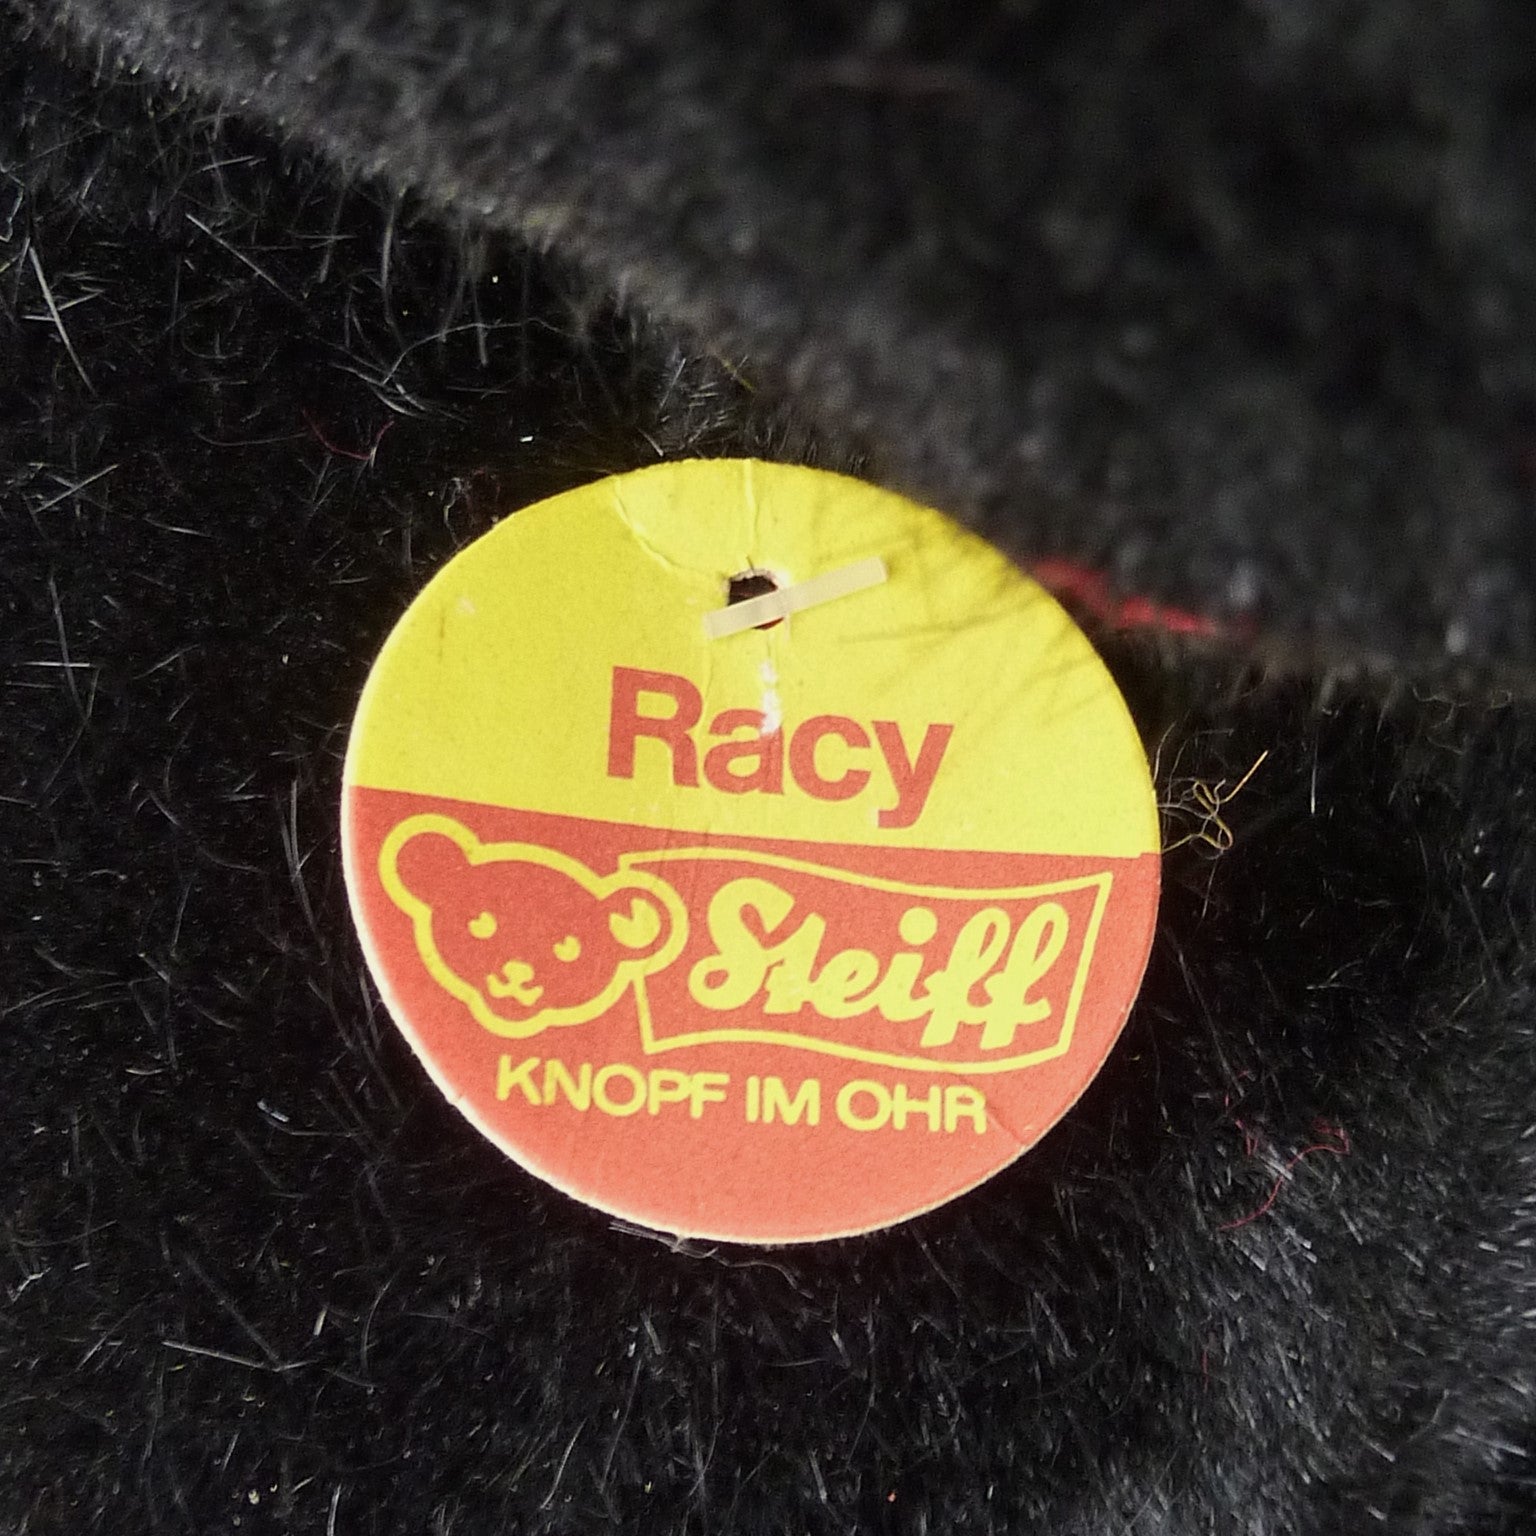 Racy
Steiff
KNOPF IM OHR